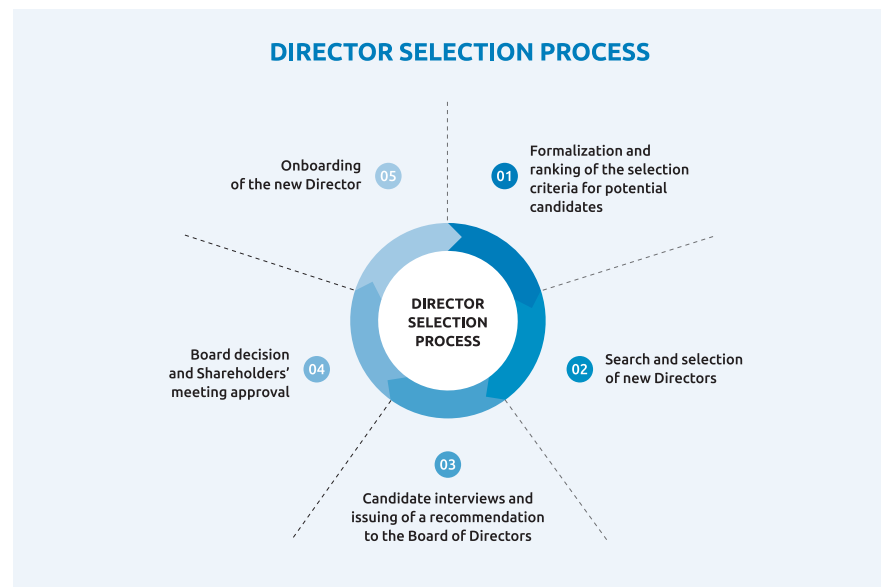 DIRECTOR SELECTION PROCESS
01
Formalization and
ranking of the selection
criteria for potential
candidates
02
Search and selection
of new Directors
03
Candidate interviews and
issuing of a recommendation
to the Board of Directors
04
Board decision
and Shareholders’
meeting approval
05
Onboarding
of the new Director
DIRECTOR
SELECTION
PROCESS